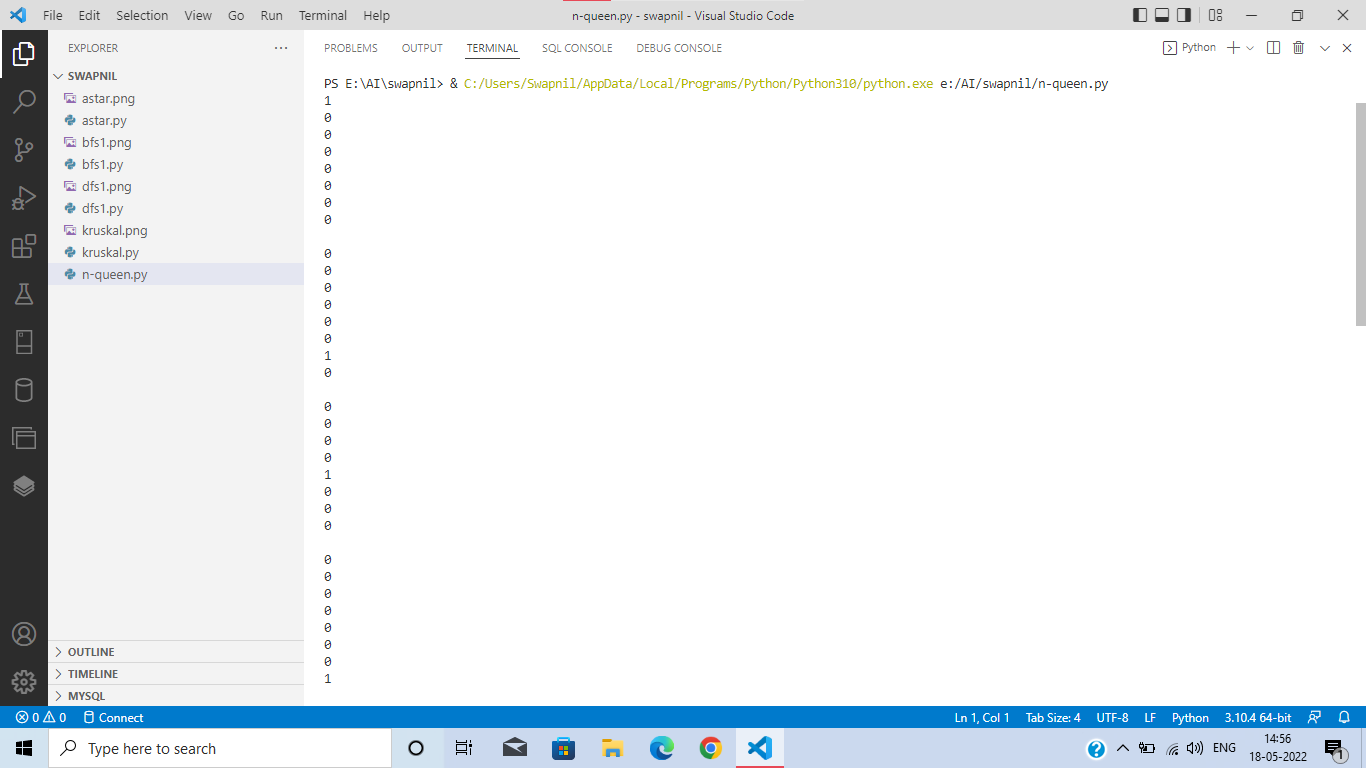 File Edit Selection View Go Run Terminal Help
n-queen.py - swapnil - Visual Studio Code
EXPLORER
SWAPNIL
astar.png
astar.py
bfs1.png
bfs1.py
dfs1.png
dfs1.py
kruskal.png
kruskal.py
n-queen.py
OUTLINE
TIMELINE
MYSQL
PROBLEMS OUTPUT TERMINAL SQL CONSOLE DEBUG CONSOLE
Python
PS E:\AI\swapnil> & C:/Users/Swapnil/AppData/Local/Programs/Python/Python310/python.exe e:/AI/swapnil/n-queen.py
1
0
0
0
0
1
0
0
0
0
0
0
0
0
1
0
0
0
0
0
1
0
0
0
0
0
0
0
0
0
0
1
0 0 Connect
Ln 1, Col 1 Tab Size: 4 UTF-8 LF Python 3.10.4 64-bit
Type here to search
ENG
14:56
18-05-2022
1